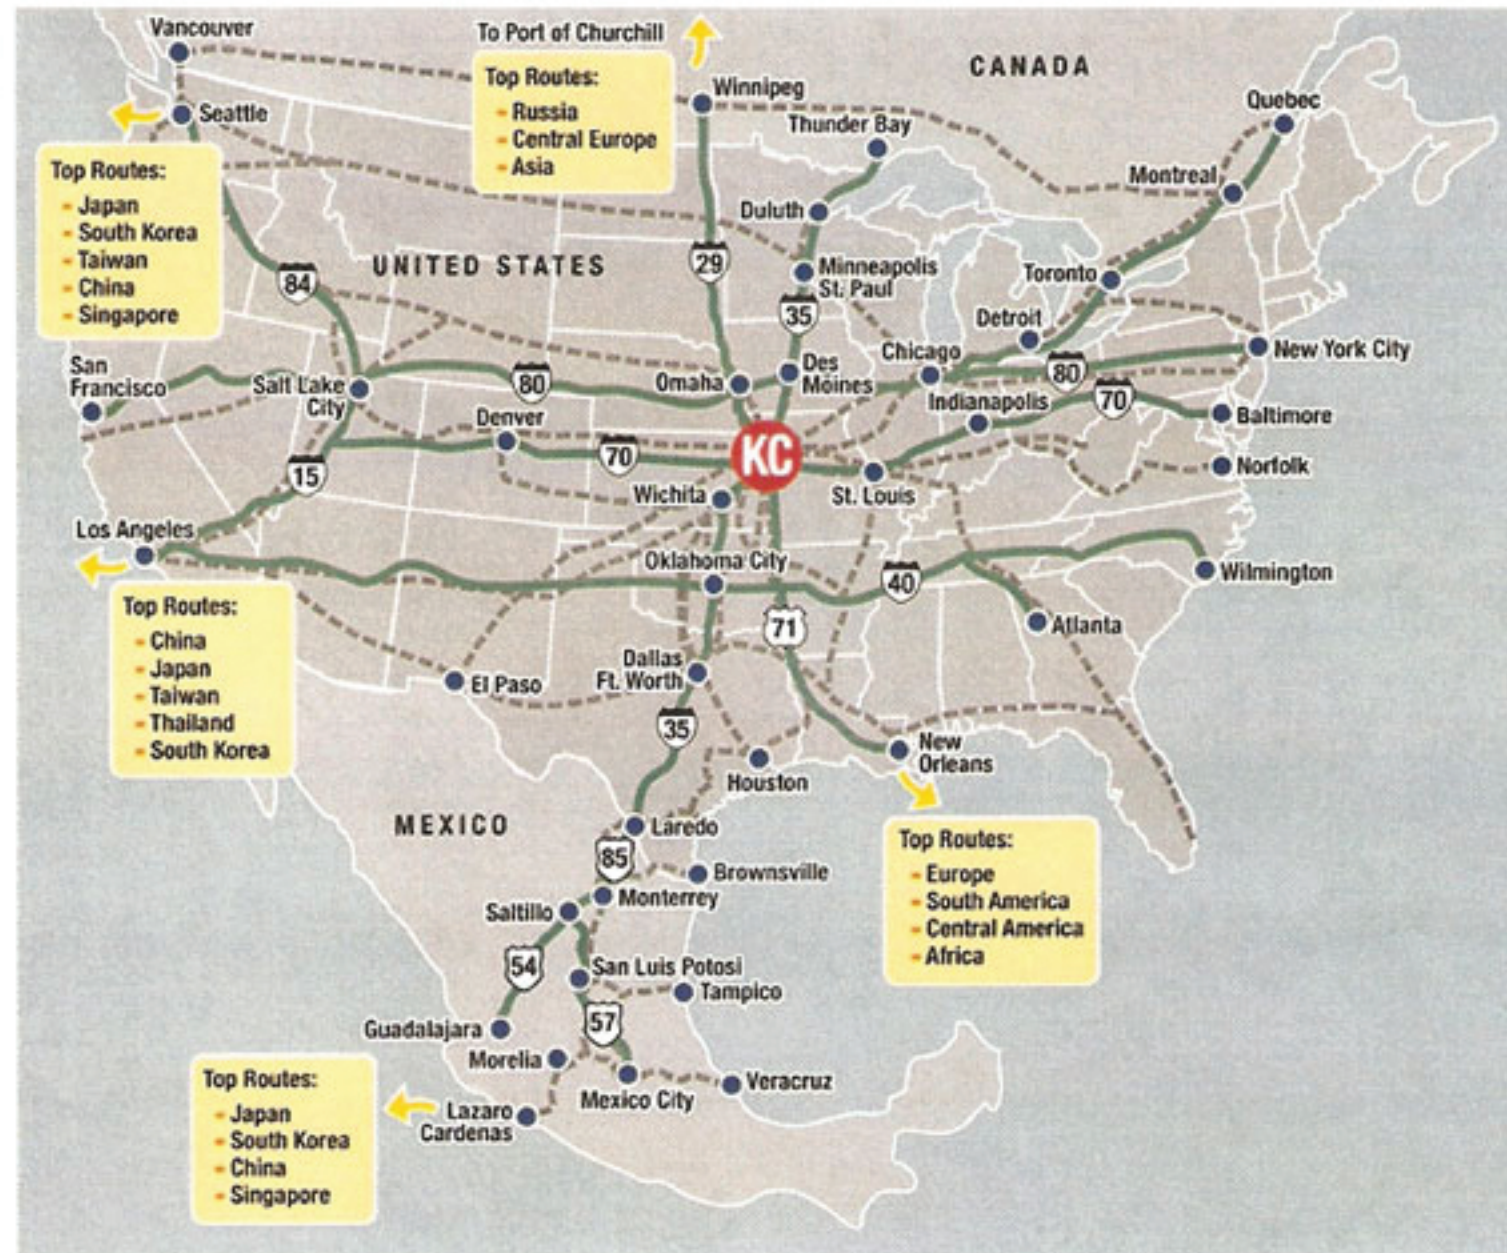 Vancouver
To Port of Churchill
CANADA
Top Routes:
- Russia
- Central Europe
- Asia
Winnipeg
Thunder Bay
Quebec
Seattle
Montreal
Top Routes:
- Japan
- South Korea
- Taiwan
- China
- Singapore
Duluth
UNITED STATES
29
Minneapolis
St. Paul
Toronto
84
35
Detroit
San
Francisco
Salt Lake
City
80
Omaha
Des
Moines
Chicago
80
New York City
Denver
Indianapolis
70
Baltimore
15
70
KC
St. Louis
Norfolk
Wichita
Los Angeles
Oklahoma City
40
Wilmington
Top Routes:
- China
- Japan
- Taiwan
- Thailand
- South Korea
71
Atlanta
El Paso
Dallas
Ft. Worth
35
New
Orleans
Houston
MEXICO
Laredo
85
Brownsville
Top Routes:
- Europe
- South America
- Central America
- Africa
Monterrey
Saltillo
54
San Luis Potosi
Tampico
57
Guadalajara
Morelia
Mexico City
Veracruz
Top Routes:
- Japan
- South Korea
- China
- Singapore
Lazaro
Cardenas